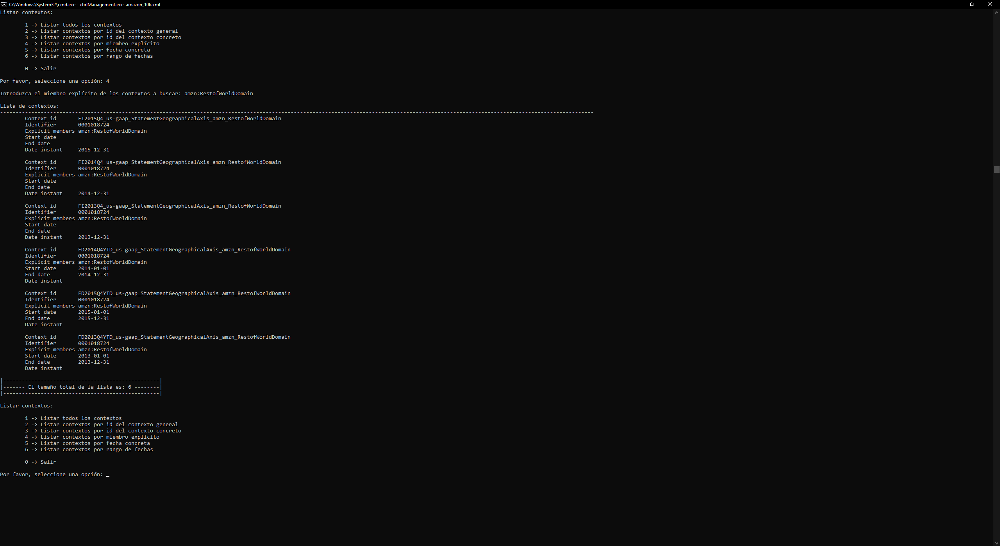 C:\Windows\System32\cmd.exe - xbrlManagement.exe amazon_10k.xml
Listar contextos:
1 -> Listar todos los contextos
2 -> Listar contextos por id del contexto general
3 -> Listar contextos por id del contexto concreto
4 -> Listar contextos por miembro explícito
5 -> Listar contextos por fecha concreta
6 -> Listar contextos por rango de fechas
0 -> Salir
Por favor, seleccione una opción: 4
Introduzca el miembro explícito de los contextos a buscar: amzn:RestofWorldDomain
Lista de contextos:
Context id FI2015Q4_us-gaap_StatementGeographicalAxis_amzn_RestofWorldDomain
Identifier 0001018724
Explicit members amzn:RestofWorldDomain
Start date
End date
Date instant 2015-12-31
Context id FI2014Q4_us-gaap_StatementGeographicalAxis_amzn_RestofWorldDomain
Identifier 0001018724
Explicit members amzn:RestofWorldDomain
Start date
End date
Date instant 2014-12-31
Context id FI2013Q4_us-gaap_StatementGeographicalAxis_amzn_RestofWorldDomain
Identifier 0001018724
Explicit members amzn:RestofWorldDomain
Start date
End date
Date instant 2013-12-31
Context id FD2014Q4YTD_us-gaap_StatementGeographicalAxis_amzn_RestofWorldDomain
Identifier 0001018724
Explicit members amzn:RestofWorldDomain
Start date 2014-01-01
End date 2014-12-31
Date instant
Context id FD2015Q4YTD_us-gaap_StatementGeographicalAxis_amzn_RestofWorldDomain
Identifier 0001018724
Explicit members amzn:RestofWorldDomain
Start date 2015-01-01
End date 2015-12-31
Date instant
Context id FD2013Q4YTD_us-gaap_StatementGeographicalAxis_amzn_RestofWorldDomain
Identifier 0001018724
Explicit members amzn:RestofWorldDomain
Start date 2013-01-01
End date 2013-12-31
Date instant
|--------------------------------------------------|
|------- El tamaño total de la lista es: 6 --------|
|--------------------------------------------------|
Listar contextos:
1 -> Listar todos los contextos
2 -> Listar contextos por id del contexto general
3 -> Listar contextos por id del contexto concreto
4 -> Listar contextos por miembro explícito
5 -> Listar contextos por fecha concreta
6 -> Listar contextos por rango de fechas
0 -> Salir
Por favor, seleccione una opción: